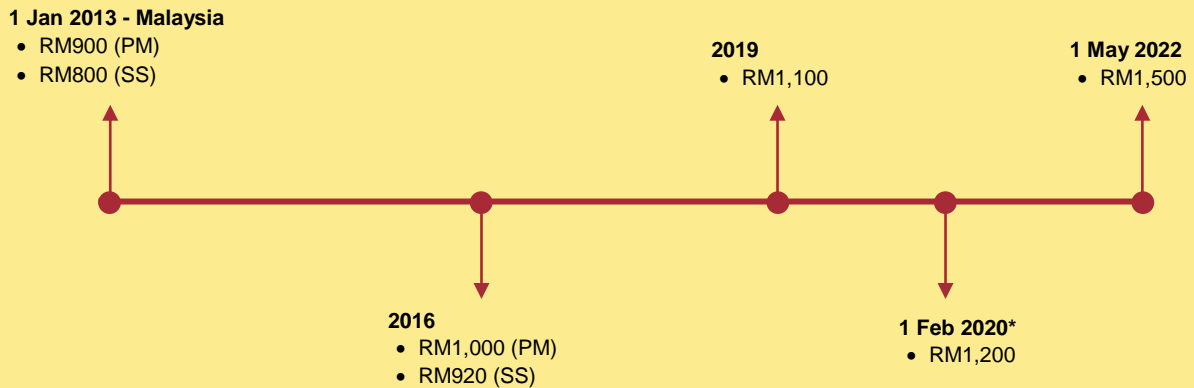 1 Jan 2013 - Malaysia
• RM900 (PM)
• RM800 (SS)
2016
• RM1,000 (PM)
• RM920 (SS)
2019
• RM1,100
1 Feb 2020*
• RM1,200
1 May 2022
• RM1,500